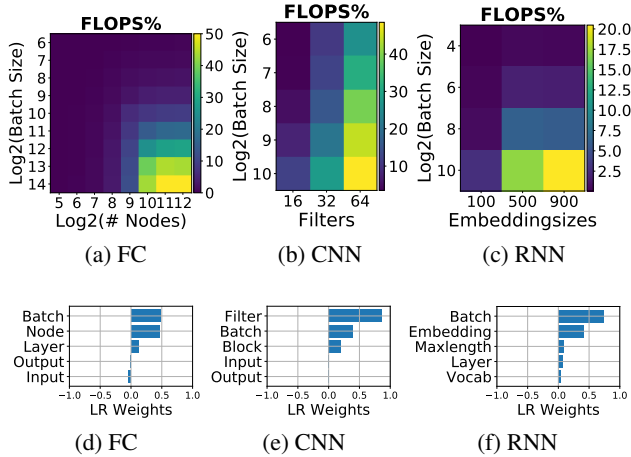 FLOPS%
Log2(Batch Size)
6
7
8
9
10
11
12
13
14
5 6 7 8 9 101112
Log2(# Nodes)
50
40
30
20
10
0
(a) FC
FLOPS%
Log2(Batch Size)
6
7
8
9
10
16 32 64
Filters
40
30
20
10
(b) CNN
FLOPS%
Log2(Batch Size)
4
6
8
10
100 500 900
Embeddingsizes
20.0
17.5
15.0
12.5
10.0
7.5
5.0
2.5
(c) RNN
Batch
Node
Layer
Output
Input
−1.0 −0.5 0.0 0.5 1.0
LR Weights
(d) FC
Filter
Batch
Block
Input
Output
−1.0 −0.5 0.0 0.5 1.0
LR Weights
(e) CNN
Batch
Embedding
Maxlength
Layer
Vocab
−1.0 −0.5 0.0 0.5 1.0
LR Weights
(f) RNN